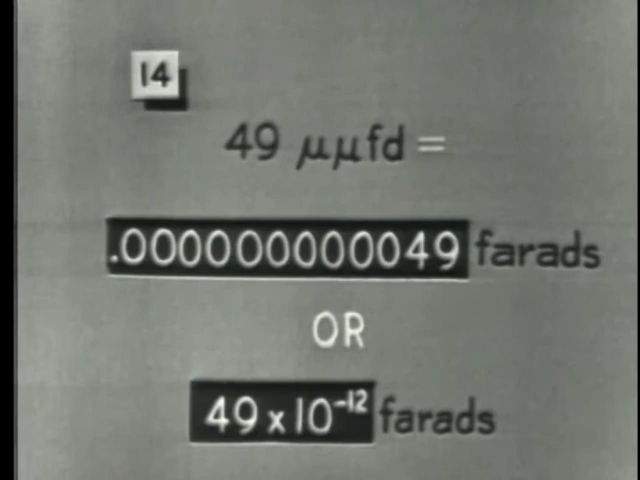 14
49 μμfd =
.000000000049 farads
OR
49 x 10⁻¹² farads